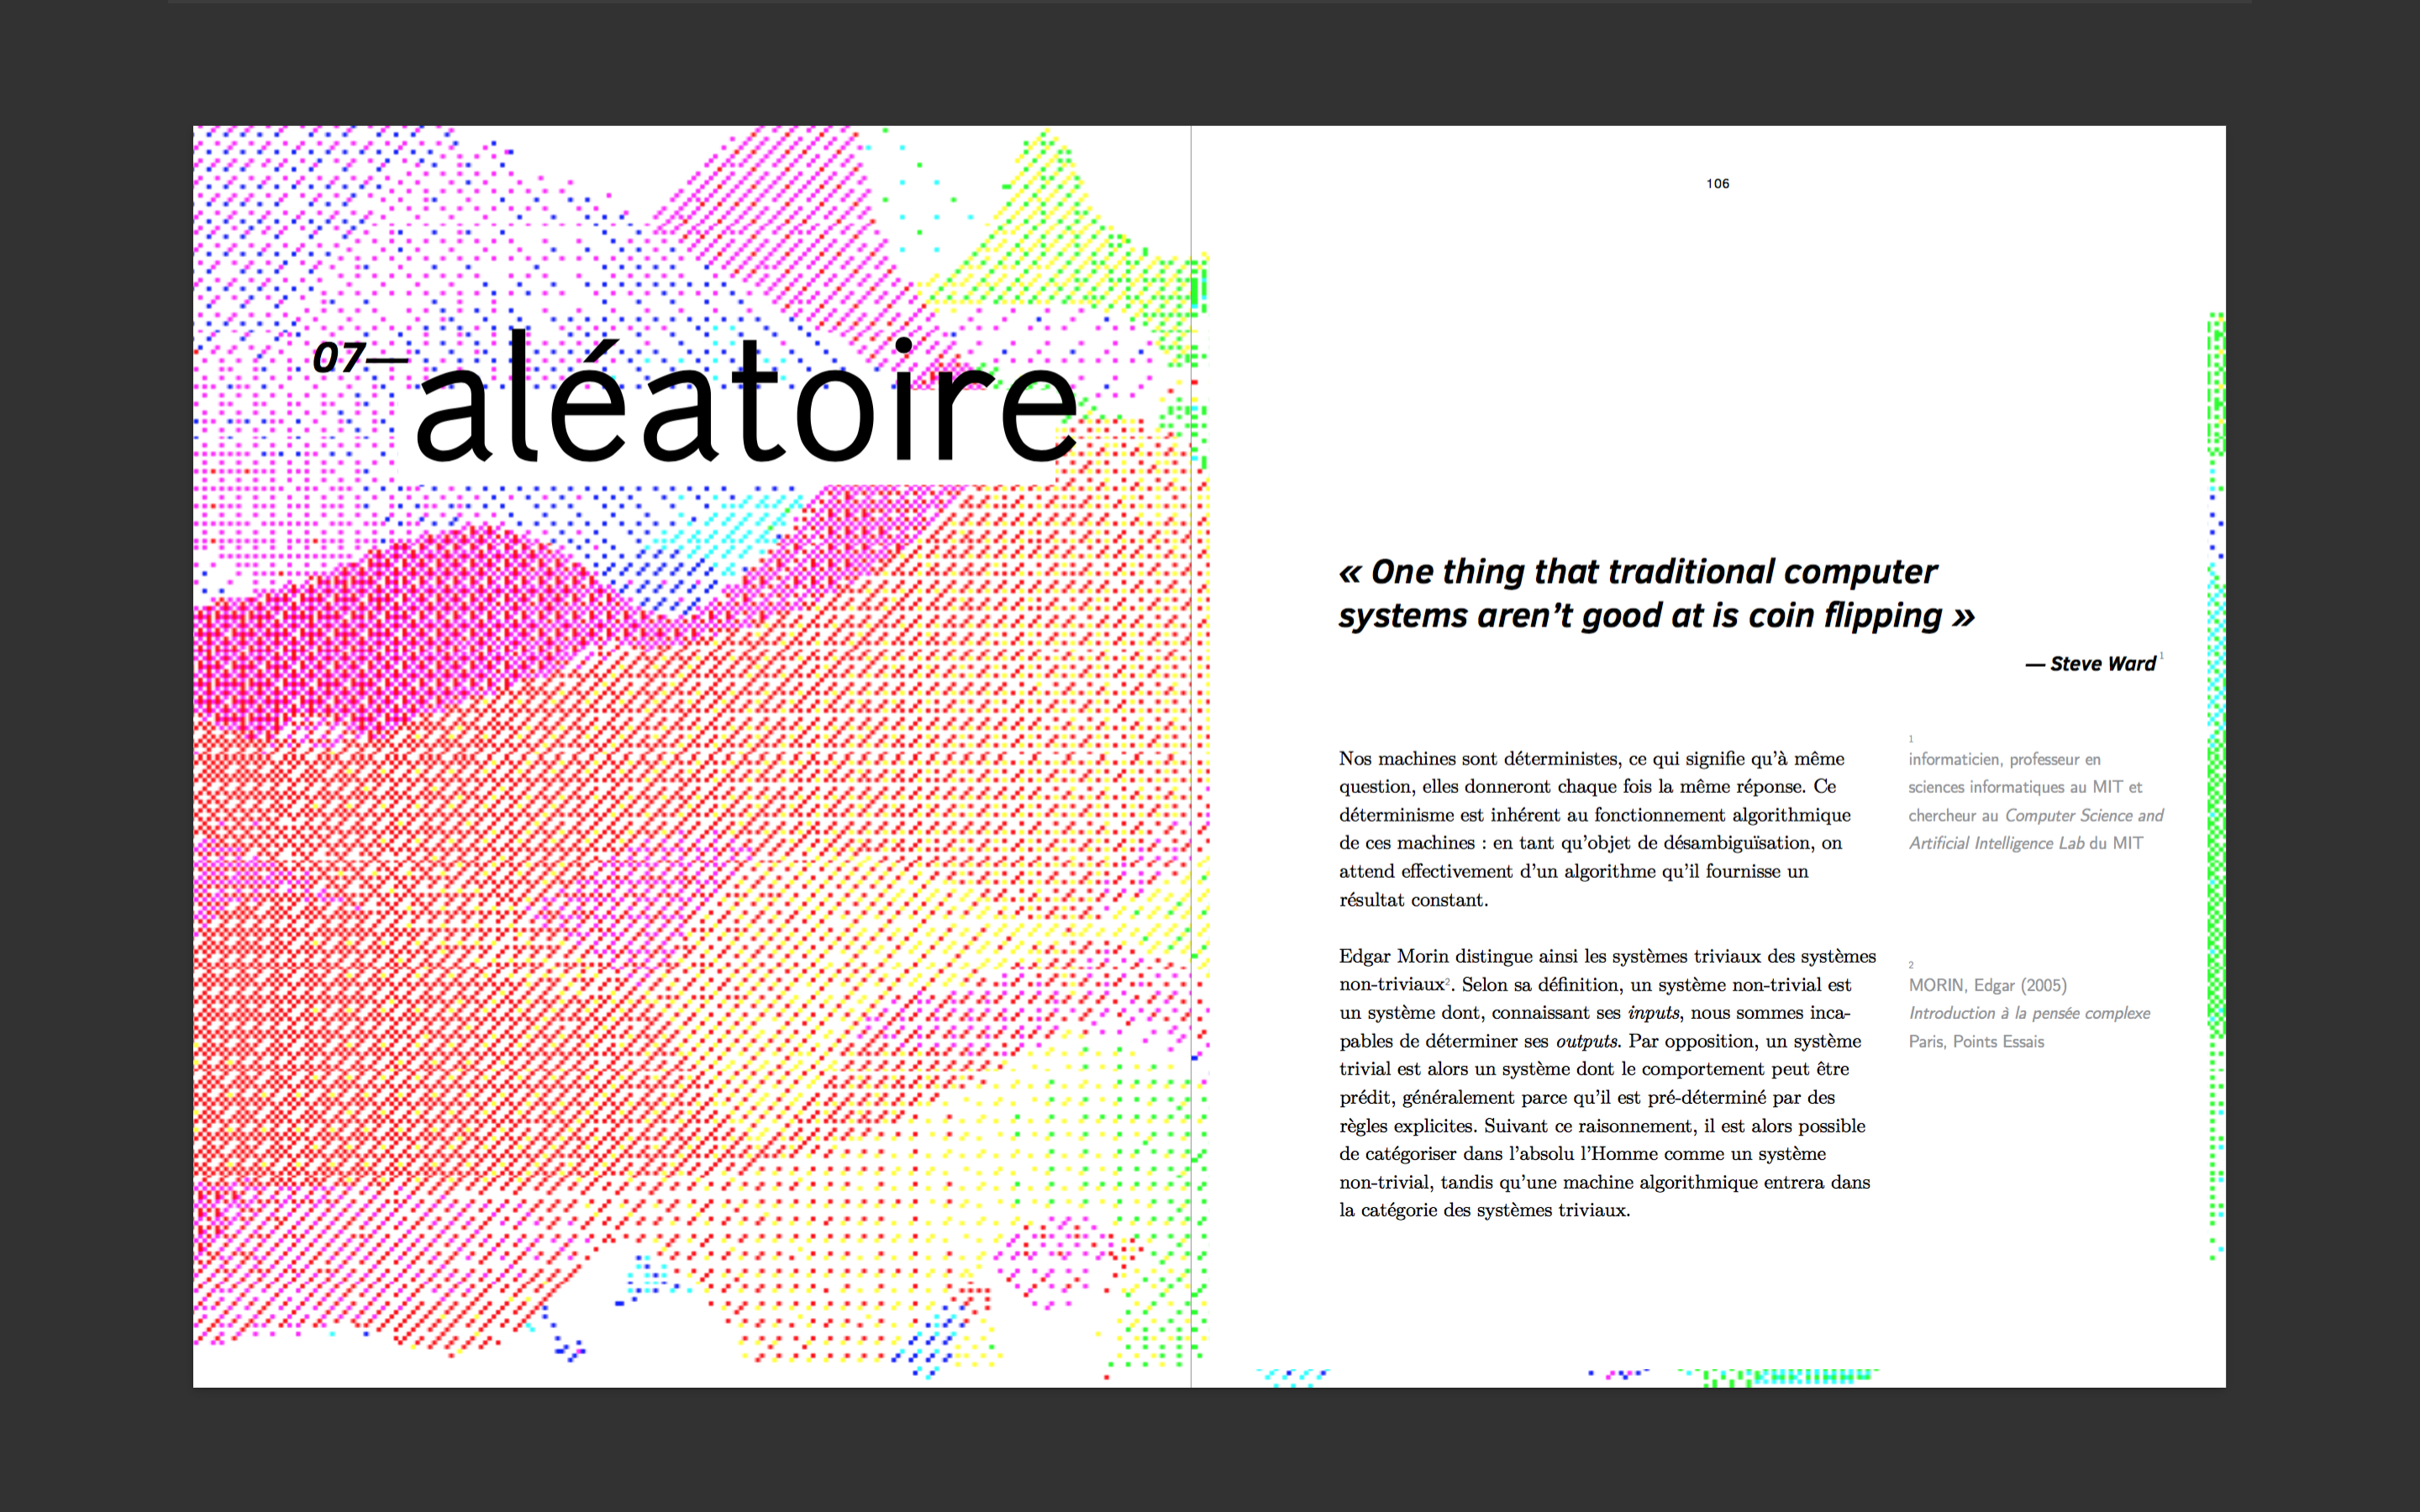 07—
aléatoire
106
« One thing that traditional computer
systems aren’t good at is coin flipping »
— Steve Ward 1
Nos machines sont déterministes, ce qui signifie qu’à même
question, elles donneront chaque fois la même réponse. Ce
déterminisme est inhérent au fonctionnement algorithmique
de ces machines : en tant qu’objet de désambiguïsation, on
attend effectivement d’un algorithme qu’il fournisse un
résultat constant.
Edgar Morin distingue ainsi les systèmes triviaux des systèmes
non-triviaux2. Selon sa définition, un système non-trivial est
un système dont, connaissant ses inputs, nous sommes inca-
pables de déterminer ses outputs. Par opposition, un système
trivial est alors un système dont le comportement peut être
prédit, généralement parce qu’il est pré-déterminé par des
règles explicites. Suivant ce raisonnement, il est alors possible
de catégoriser dans l’absolu l’Homme comme un système
non-trivial, tandis qu’une machine algorithmique entrera dans
la catégorie des systèmes triviaux.
1
informaticien, professeur en
sciences informatiques au MIT et
chercheur au Computer Science and
Artificial Intelligence Lab du MIT
2
MORIN, Edgar (2005)
Introduction à la pensée complexe
Paris, Points Essais